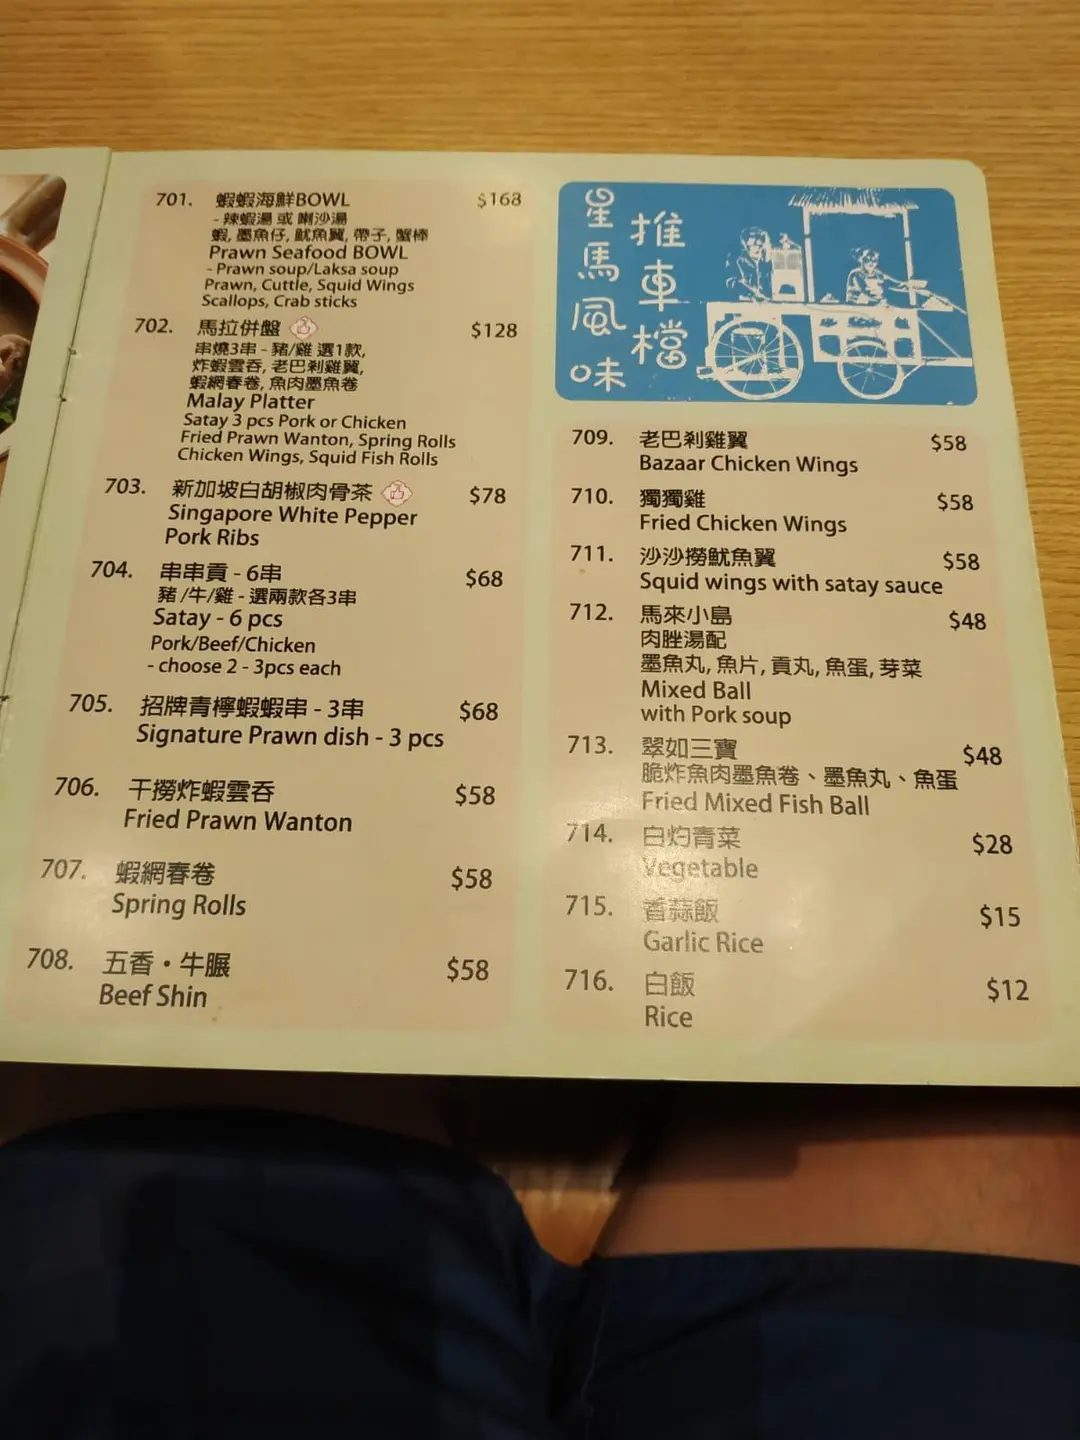 701. 蝦蝦海鮮BOWL $168
- 辣蝦湯 或 喇沙湯
蝦, 墨魚仔, 魷魚翼, 帶子, 蟹棒
Prawn Seafood BOWL
- Prawn soup/Laksa soup
Prawn, Cuttle, Squid Wings
Scallops, Crab sticks
702. 馬拉併盤 $128
串燒3串 - 豬/雞 選1款,
炸蝦雲吞, 老巴剎雞翼,
蝦網春卷, 魚肉墨魚卷
Malay Platter
Satay 3 pcs Pork or Chicken
Fried Prawn Wanton, Spring Rolls
Chicken Wings, Squid Fish Rolls
703. 新加坡白胡椒肉骨茶 $78
Singapore White Pepper
Pork Ribs
704. 串串貢 - 6串 $68
豬/牛/雞 - 選兩款各3串
Satay - 6 pcs
Pork/Beef/Chicken
- choose 2 - 3pcs each
705. 招牌青檸蝦蝦串 - 3串 $68
Signature Prawn dish - 3 pcs
706. 干撈炸蝦雲吞 $58
Fried Prawn Wanton
707. 蝦網春卷 $58
Spring Rolls
708. 五香・牛腱 $58
Beef Shin
星馬風味
推車檔
709. 老巴剎雞翼 $58
Bazaar Chicken Wings
710. 獨獨雞 $58
Fried Chicken Wings
711. 沙沙撈魷魚翼 $58
Squid wings with satay sauce
712. 馬來小島 $48
肉脞湯配
墨魚丸, 魚片, 貢丸, 魚蛋, 芽菜
Mixed Ball
with Pork soup
713. 翠如三寶 $48
脆炸魚肉墨魚卷、墨魚丸、魚蛋
Fried Mixed Fish Ball
714. 白灼青菜 $28
Vegetable
715. 香蒜飯 $15
Garlic Rice
716. 白飯 $12
Rice